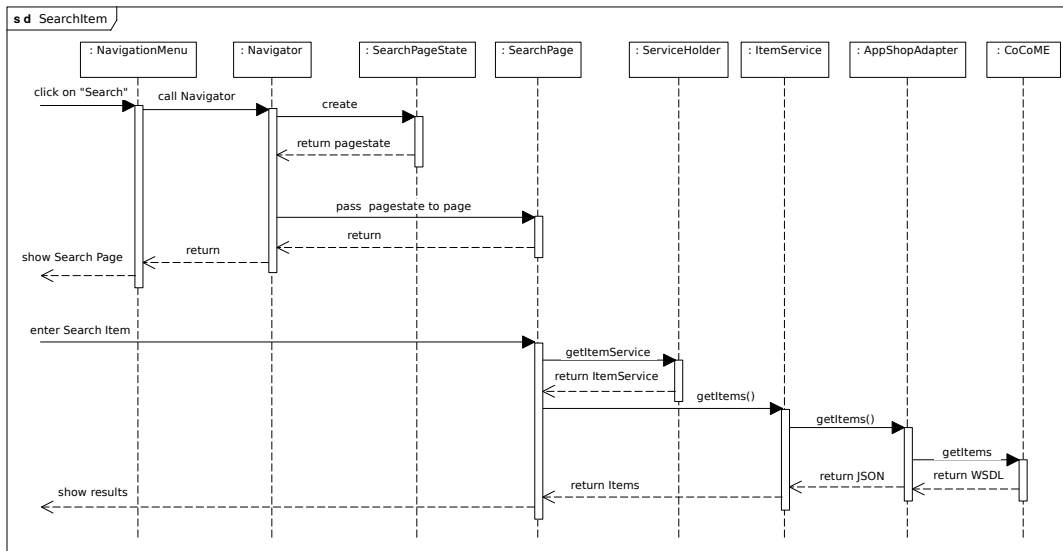 sd SearchItem
: NavigationMenu
: Navigator
: SearchPageState
: SearchPage
: ServiceHolder
: ItemService
: AppShopAdapter
: CoCoME
click on "Search"
call Navigator
create
return pagestate
pass pagestate to page
return
return
show Search Page
enter Search Item
getItemService
return ItemService
getItems()
getItems()
getItems
return WSDL
return JSON
return Items
show results